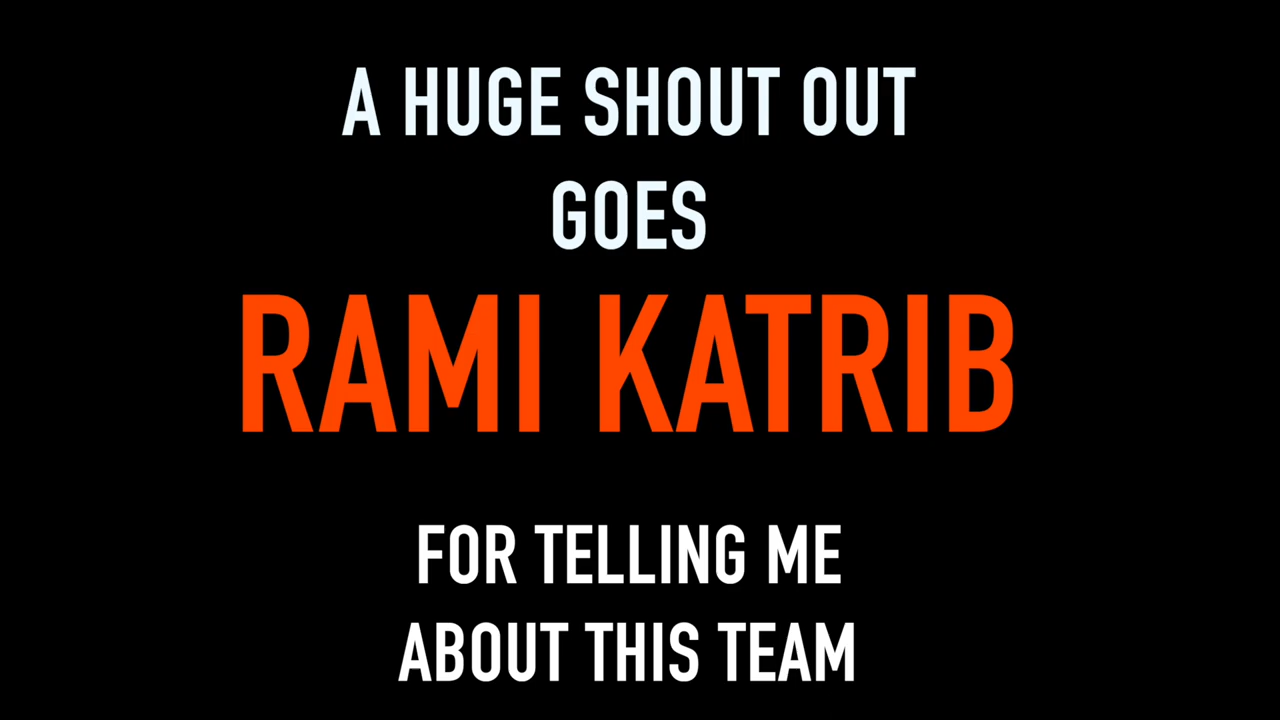 A HUGE SHOUT OUT
GOES
RAMI KATRIB
FOR TELLING ME
ABOUT THIS TEAM